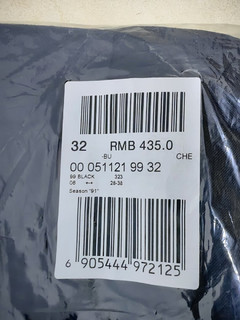 32 RMB 435.0
-BU CHE
00 051121 99 32
99 BLACK 323
08 ↔ 28-38
Season "91"
6 905444 972125